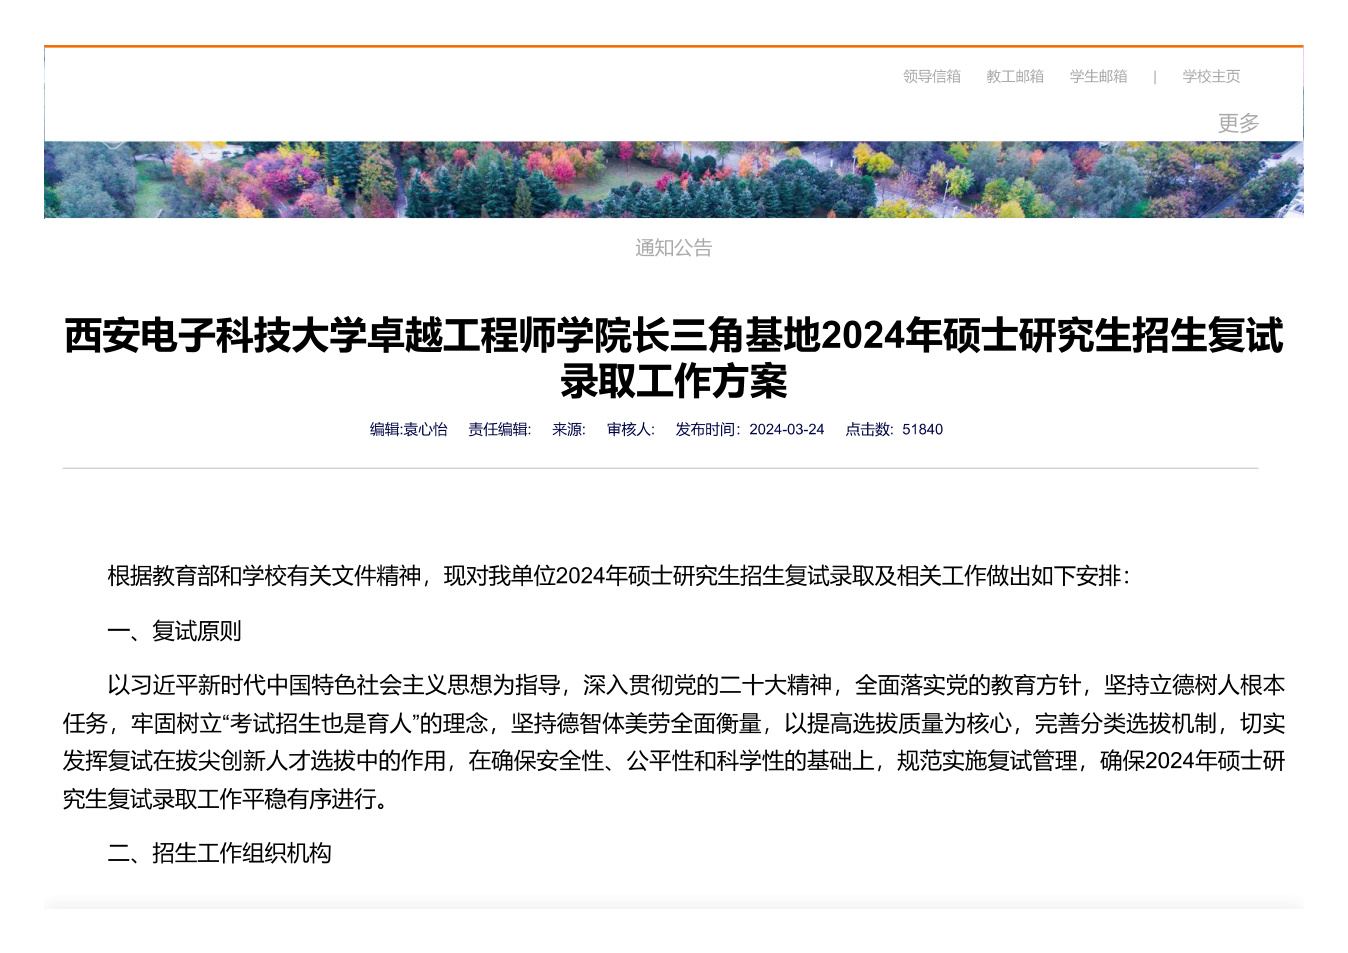 领导信箱 教工邮箱 学生邮箱 | 学校主页
更多
通知公告
西安电子科技大学卓越工程师学院长三角基地2024年硕士研究生招生复试
录取工作方案
编辑:袁心怡 责任编辑: 来源: 审核人: 发布时间：2024-03-24 点击数: 51840
根据教育部和学校有关文件精神，现对我单位2024年硕士研究生招生复试录取及相关工作做出如下安排：
一、复试原则
以习近平新时代中国特色社会主义思想为指导，深入贯彻党的二十大精神，全面落实党的教育方针，坚持立德树人根本
任务，牢固树立“考试招生也是育人”的理念，坚持德智体美劳全面衡量，以提高选拔质量为核心，完善分类选拔机制，切实
发挥复试在拔尖创新人才选拔中的作用，在确保安全性、公平性和科学性的基础上，规范实施复试管理，确保2024年硕士研
究生复试录取工作平稳有序进行。
二、招生工作组织机构